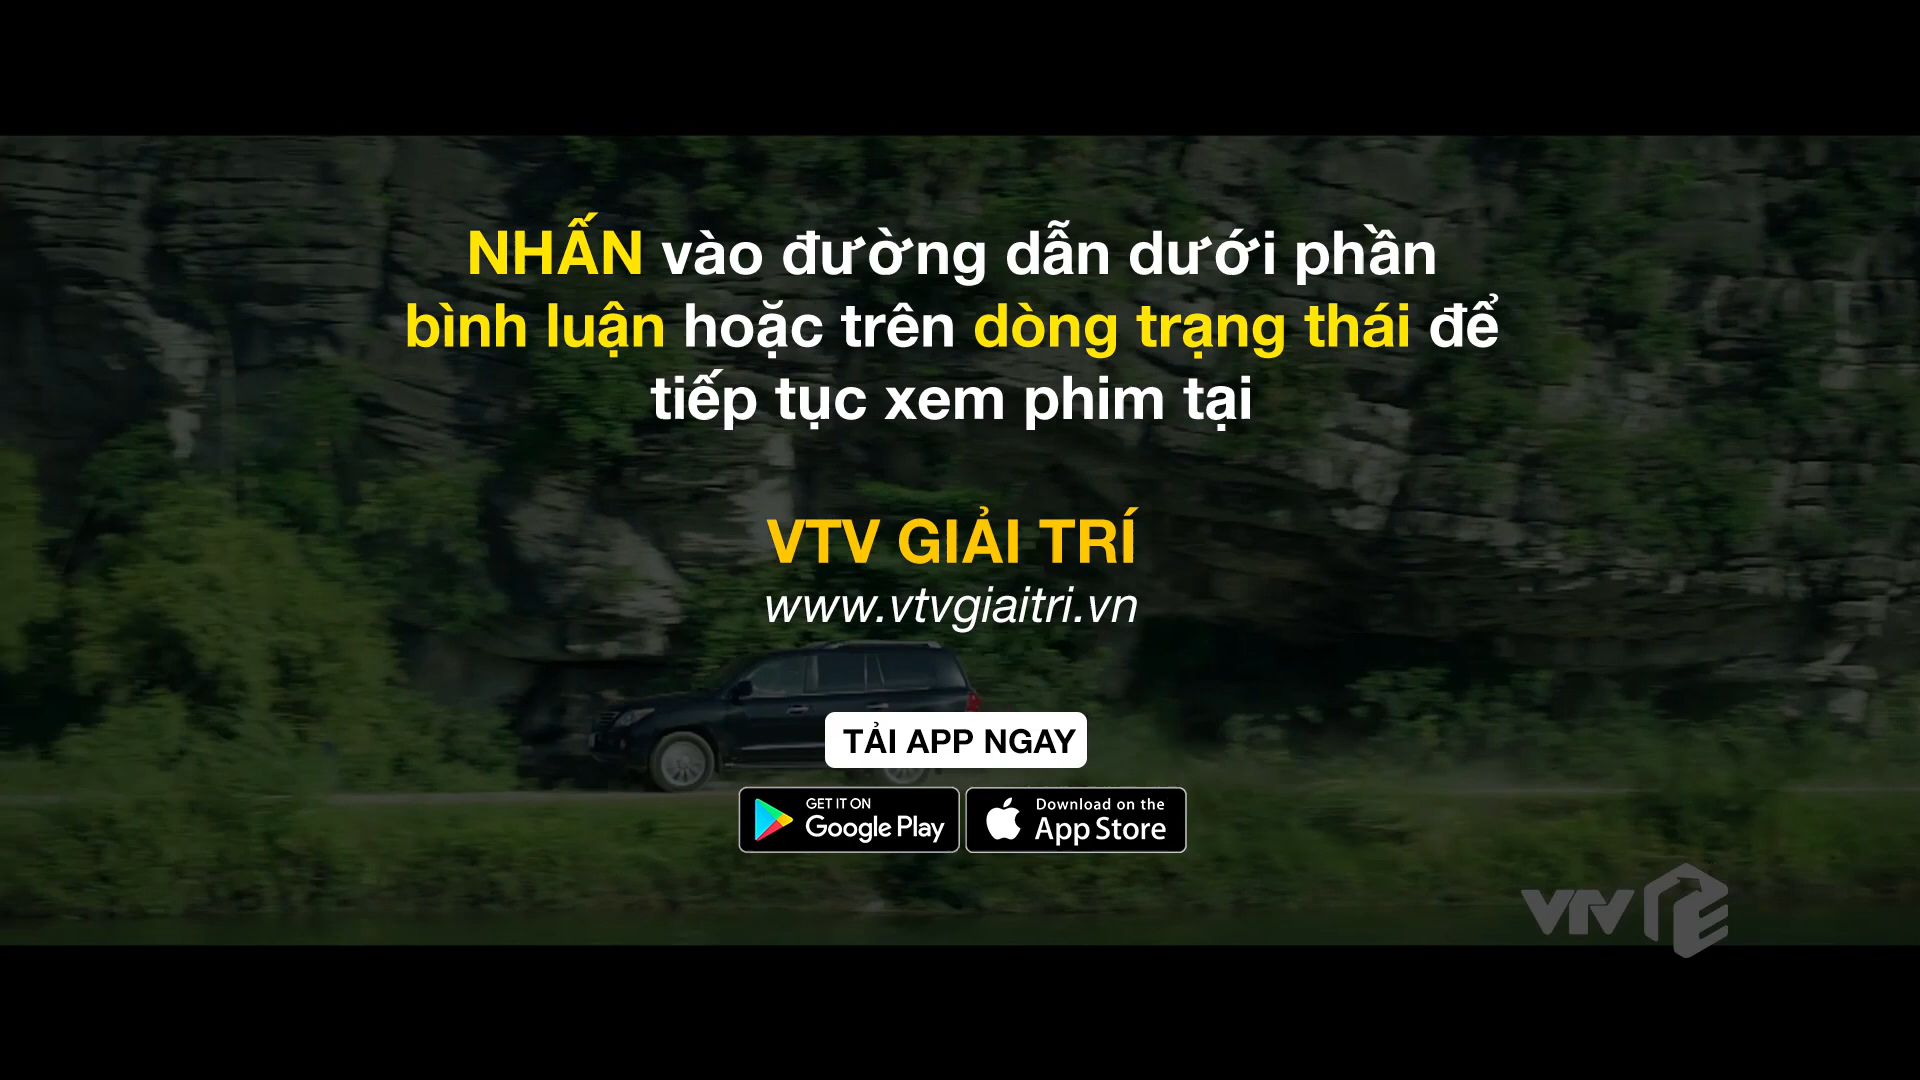 NHẤN vào đường dẫn dưới phần
bình luận hoặc trên dòng trạng thái để
tiếp tục xem phim tại
VTV GIẢI TRÍ
www.vtvgiaitri.vn
TẢI APP NGAY
GET IT ON
Google Play
Download on the
App Store
VTV